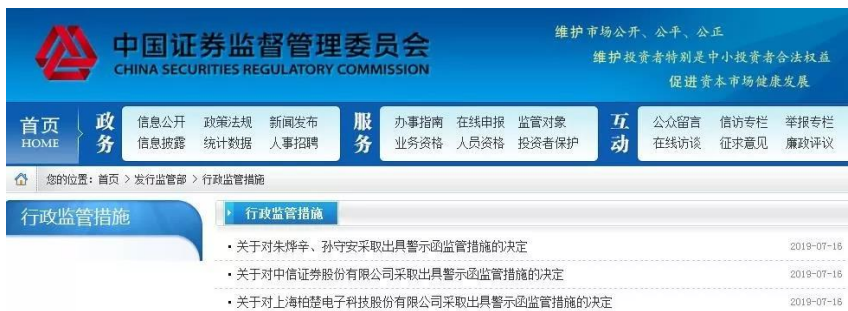 中国证券监督管理委员会
CHINA SECURITIES REGULATORY COMMISSION
维护市场公开、公平、公正
维护投资者特别是中小投资者合法权益
促进资本市场健康发展
首页
HOME
政务
信息公开 政策法规 新闻发布
信息披露 统计数据 人事招聘
服务
办事指南 在线申报 监管对象
业务资格 人员资格 投资者保护
互动
公众留言 信访专栏 举报专栏
在线访谈 征求意见 廉政评议
您的位置：首页 > 发行监管部 > 行政监管措施
行政监管措施
行政监管措施
·关于对朱烨辛、孙守安采取出具警示函监管措施的决定 2019-07-16
·关于对中信证券股份有限公司采取出具警示函监管措施的决定 2019-07-16
·关于对上海柏楚电子科技股份有限公司采取出具警示函监管措施的决定 2019-07-16